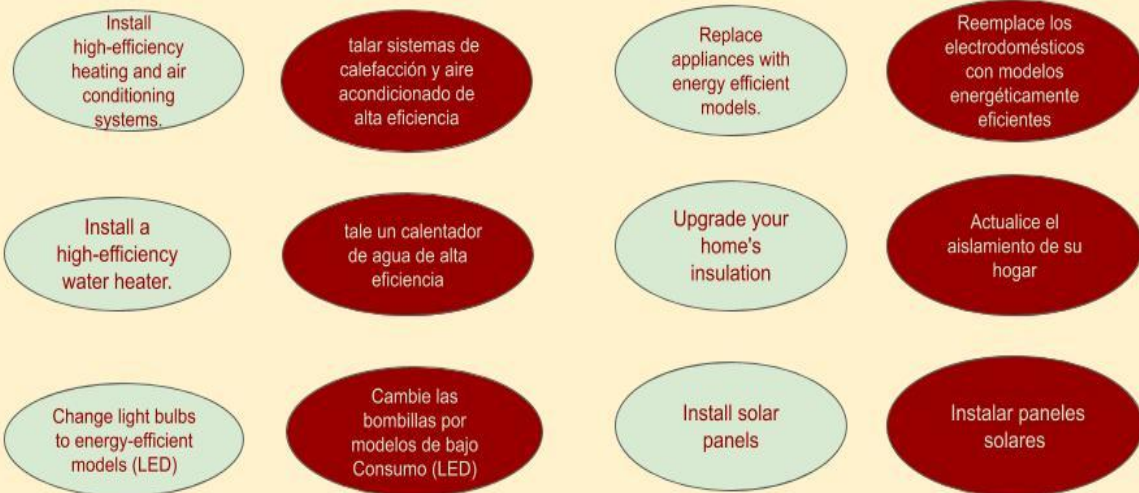 Install
high-efficiency
heating and air
conditioning
systems.
talar sistemas de
calefacción y aire
acondicionado de
alta eficiencia
Replace
appliances with
energy efficient
models.
Reemplace los
electrodomésticos
con modelos
energéticamente
eficientes
Install a
high-efficiency
water heater.
tale un calentador
de agua de alta
eficiencia
Upgrade your
home's
insulation
Actualice el
aislamiento de su
hogar
Change light bulbs
to energy-efficient
models (LED)
Cambie las
bombillas por
modelos de bajo
Consumo (LED)
Install solar
panels
Instalar paneles
solares